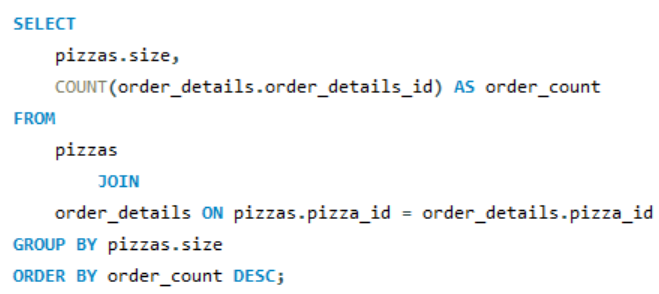 SELECT
pizzas.size,
COUNT(order_details.order_details_id) AS order_count
FROM
pizzas
JOIN
order_details ON pizzas.pizza_id = order_details.pizza_id
GROUP BY pizzas.size
ORDER BY order_count DESC;